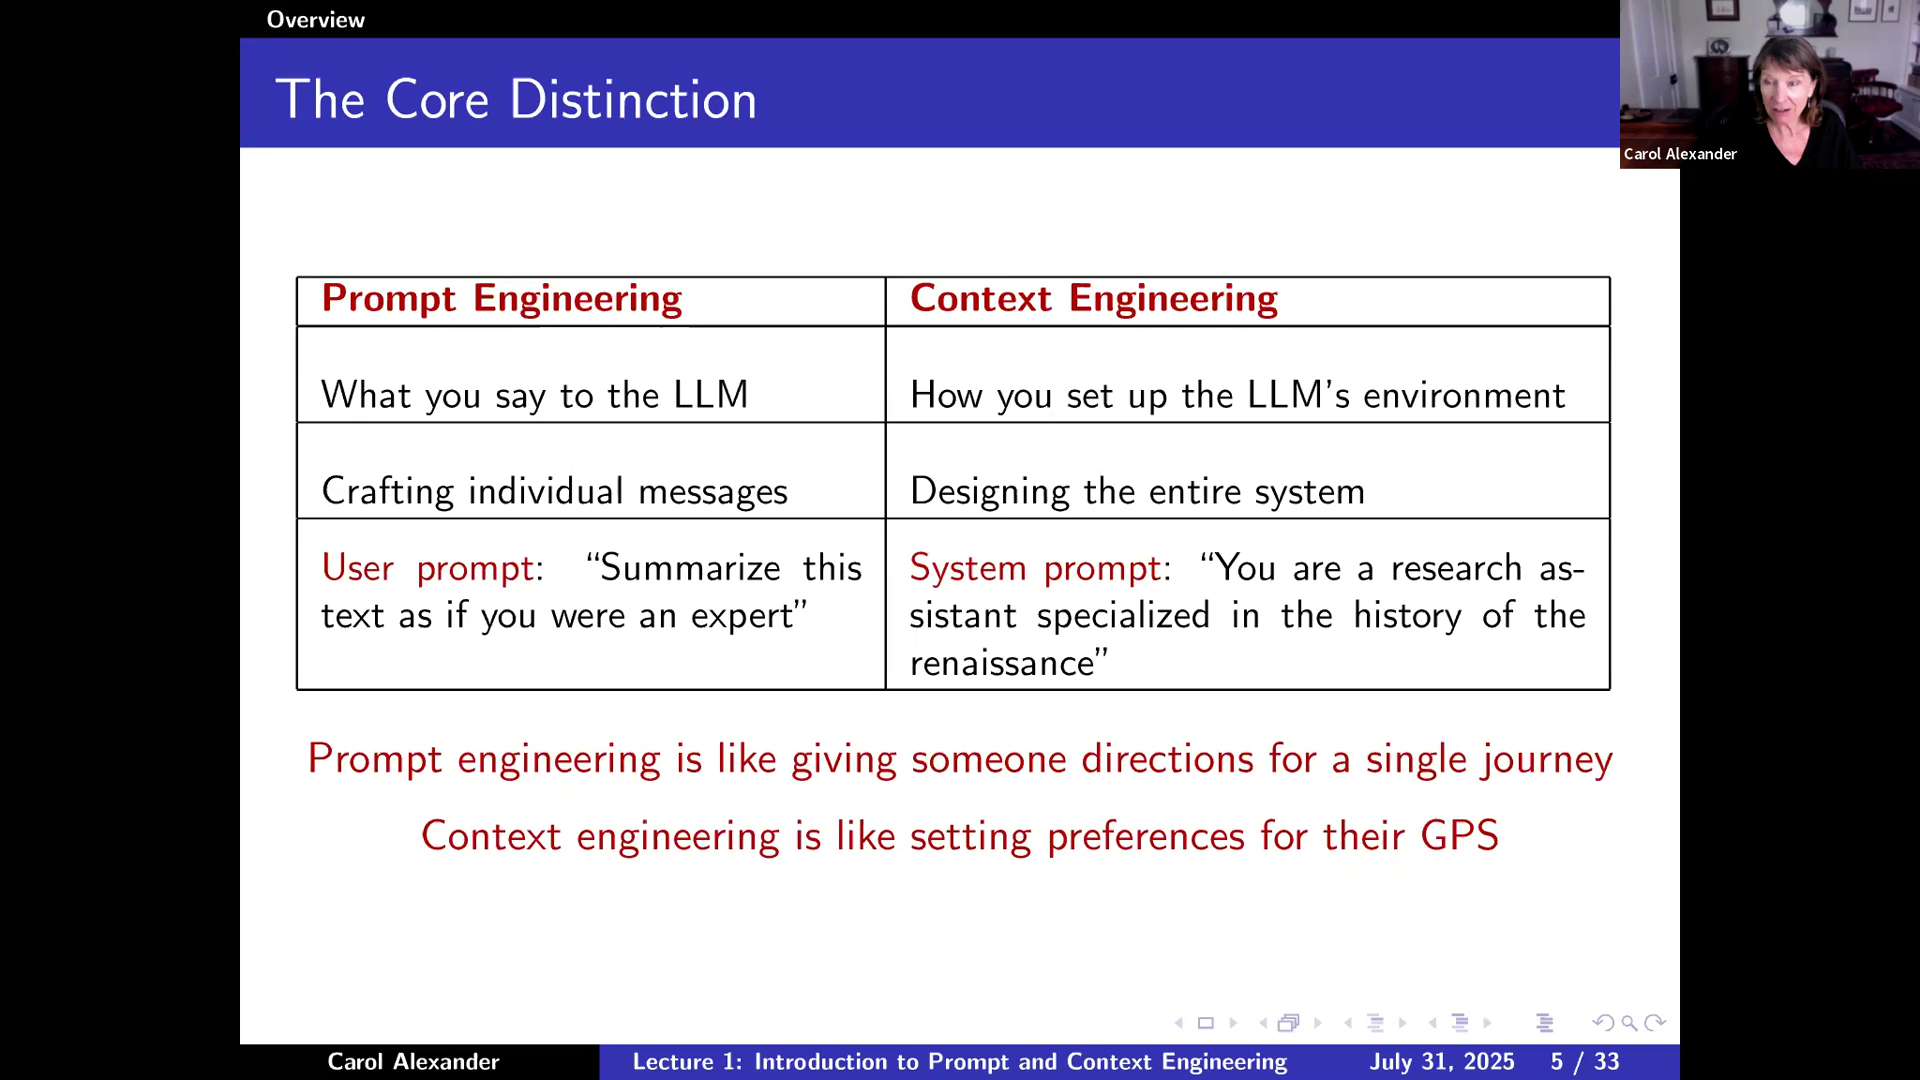 Overview
The Core Distinction
Carol Alexander
Prompt Engineering
Context Engineering
What you say to the LLM
How you set up the LLM's environment
Crafting individual messages
Designing the entire system
User prompt: “Summarize this
text as if you were an expert”
System prompt: “You are a research as-
sistant specialized in the history of the
renaissance”
Prompt engineering is like giving someone directions for a single journey
Context engineering is like setting preferences for their GPS
Carol Alexander
Lecture 1: Introduction to Prompt and Context Engineering
July 31, 2025
5 / 33